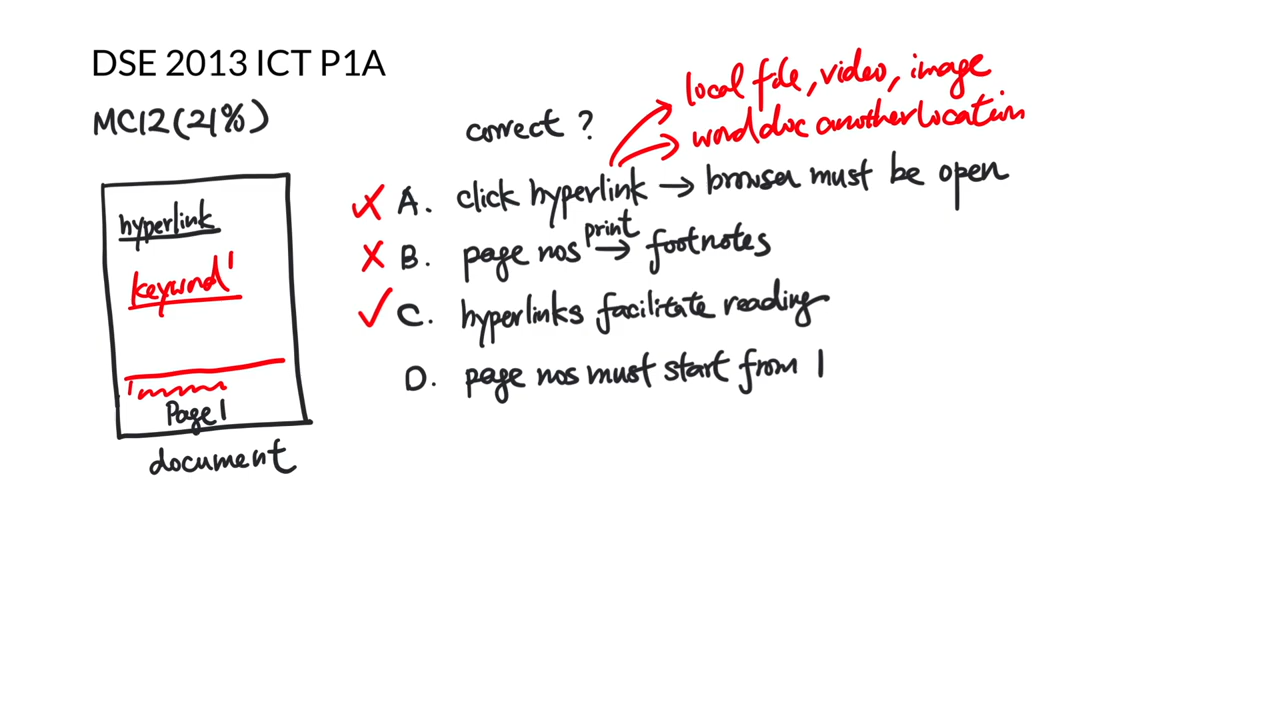 DSE 2013 ICT P1A
MC12(21%)
correct ?
local file, video, image
word doc another location
A. click hyperlink → browser must be open
B. page nos print → footnotes
C. hyperlinks facilitate reading
D. page nos must start from 1
hyperlink
keyword1
1
Page 1
document